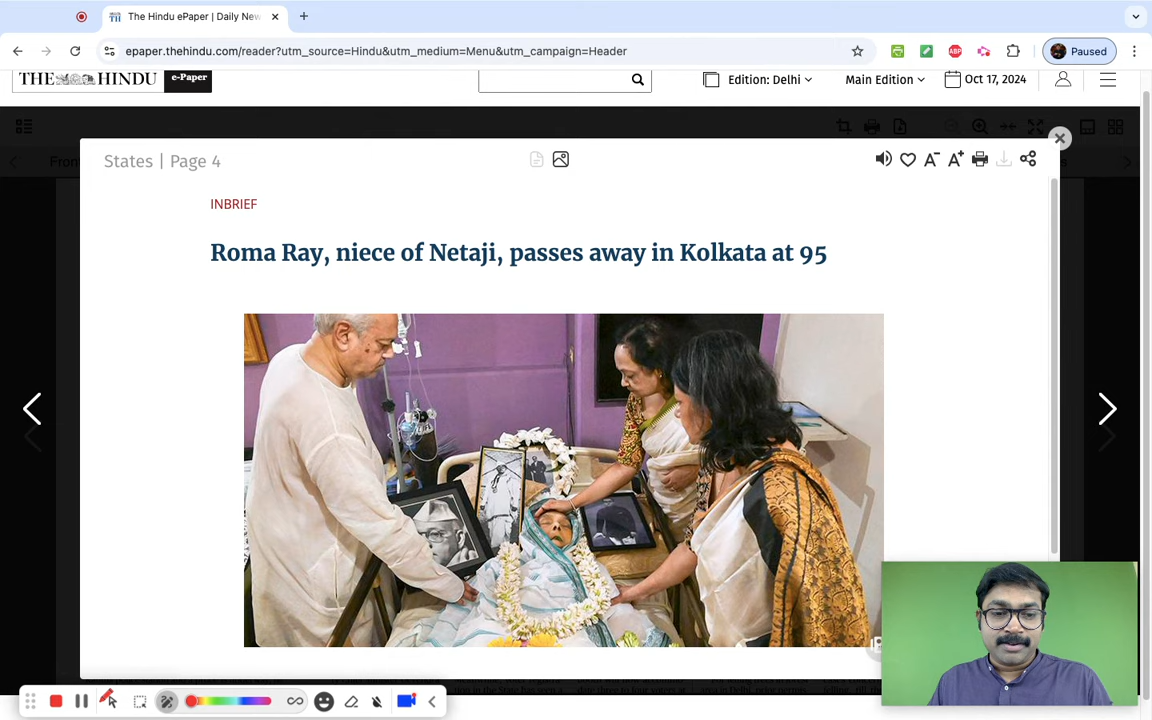 The Hindu ePaper | Daily New
epaper.thehindu.com/reader?utm_source=Hindu&utm_medium=Menu&utm_campaign=Header
ABP
Paused
THE HINDU e-Paper
Edition: Delhi
Main Edition
Oct 17, 2024
Fron
States | Page 4
A-
A+
INBRIEF
Roma Ray, niece of Netaji, passes away in Kolkata at 95